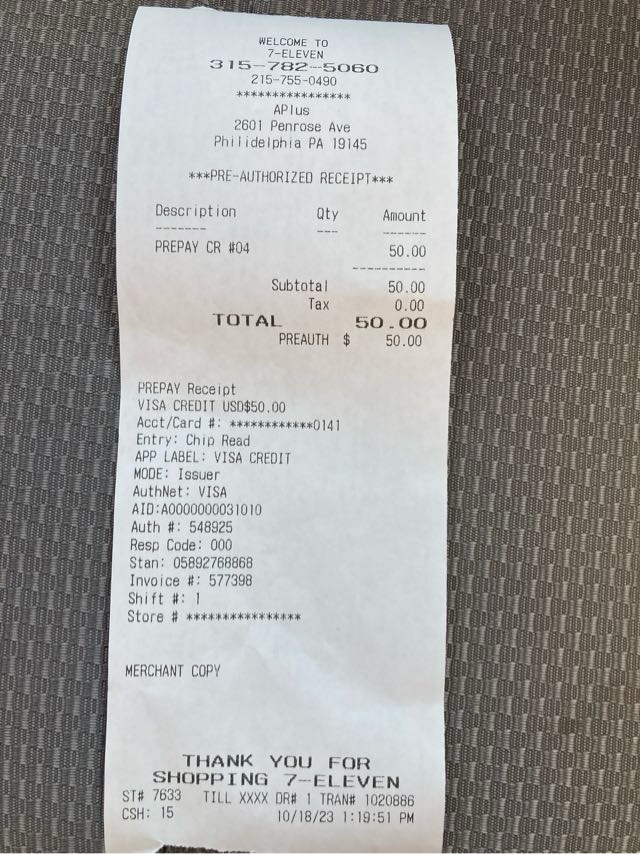 WELCOME TO
7-ELEVEN
315-782-5060
215-755-0490
****************
APlus
2601 Penrose Ave
Philidelphia PA 19145
***PRE-AUTHORIZED RECEIPT***
Description Qty Amount
------- --- ------
PREPAY CR #04 50.00
----------
Subtotal 50.00
Tax 0.00
TOTAL 50.00
PREAUTH $ 50.00
PREPAY Receipt
VISA CREDIT USD$50.00
Acct/Card #: ************0141
Entry: Chip Read
APP LABEL: VISA CREDIT
MODE: Issuer
AuthNet: VISA
AID:A0000000031010
Auth #: 548925
Resp Code: 000
Stan: 05892768868
Invoice #: 577398
Shift #: 1
Store # ****************
MERCHANT COPY
THANK YOU FOR
SHOPPING 7-ELEVEN
ST# 7633 TILL XXXX DR# 1 TRAN# 1020886
CSH: 15 10/18/23 1:19:51 PM